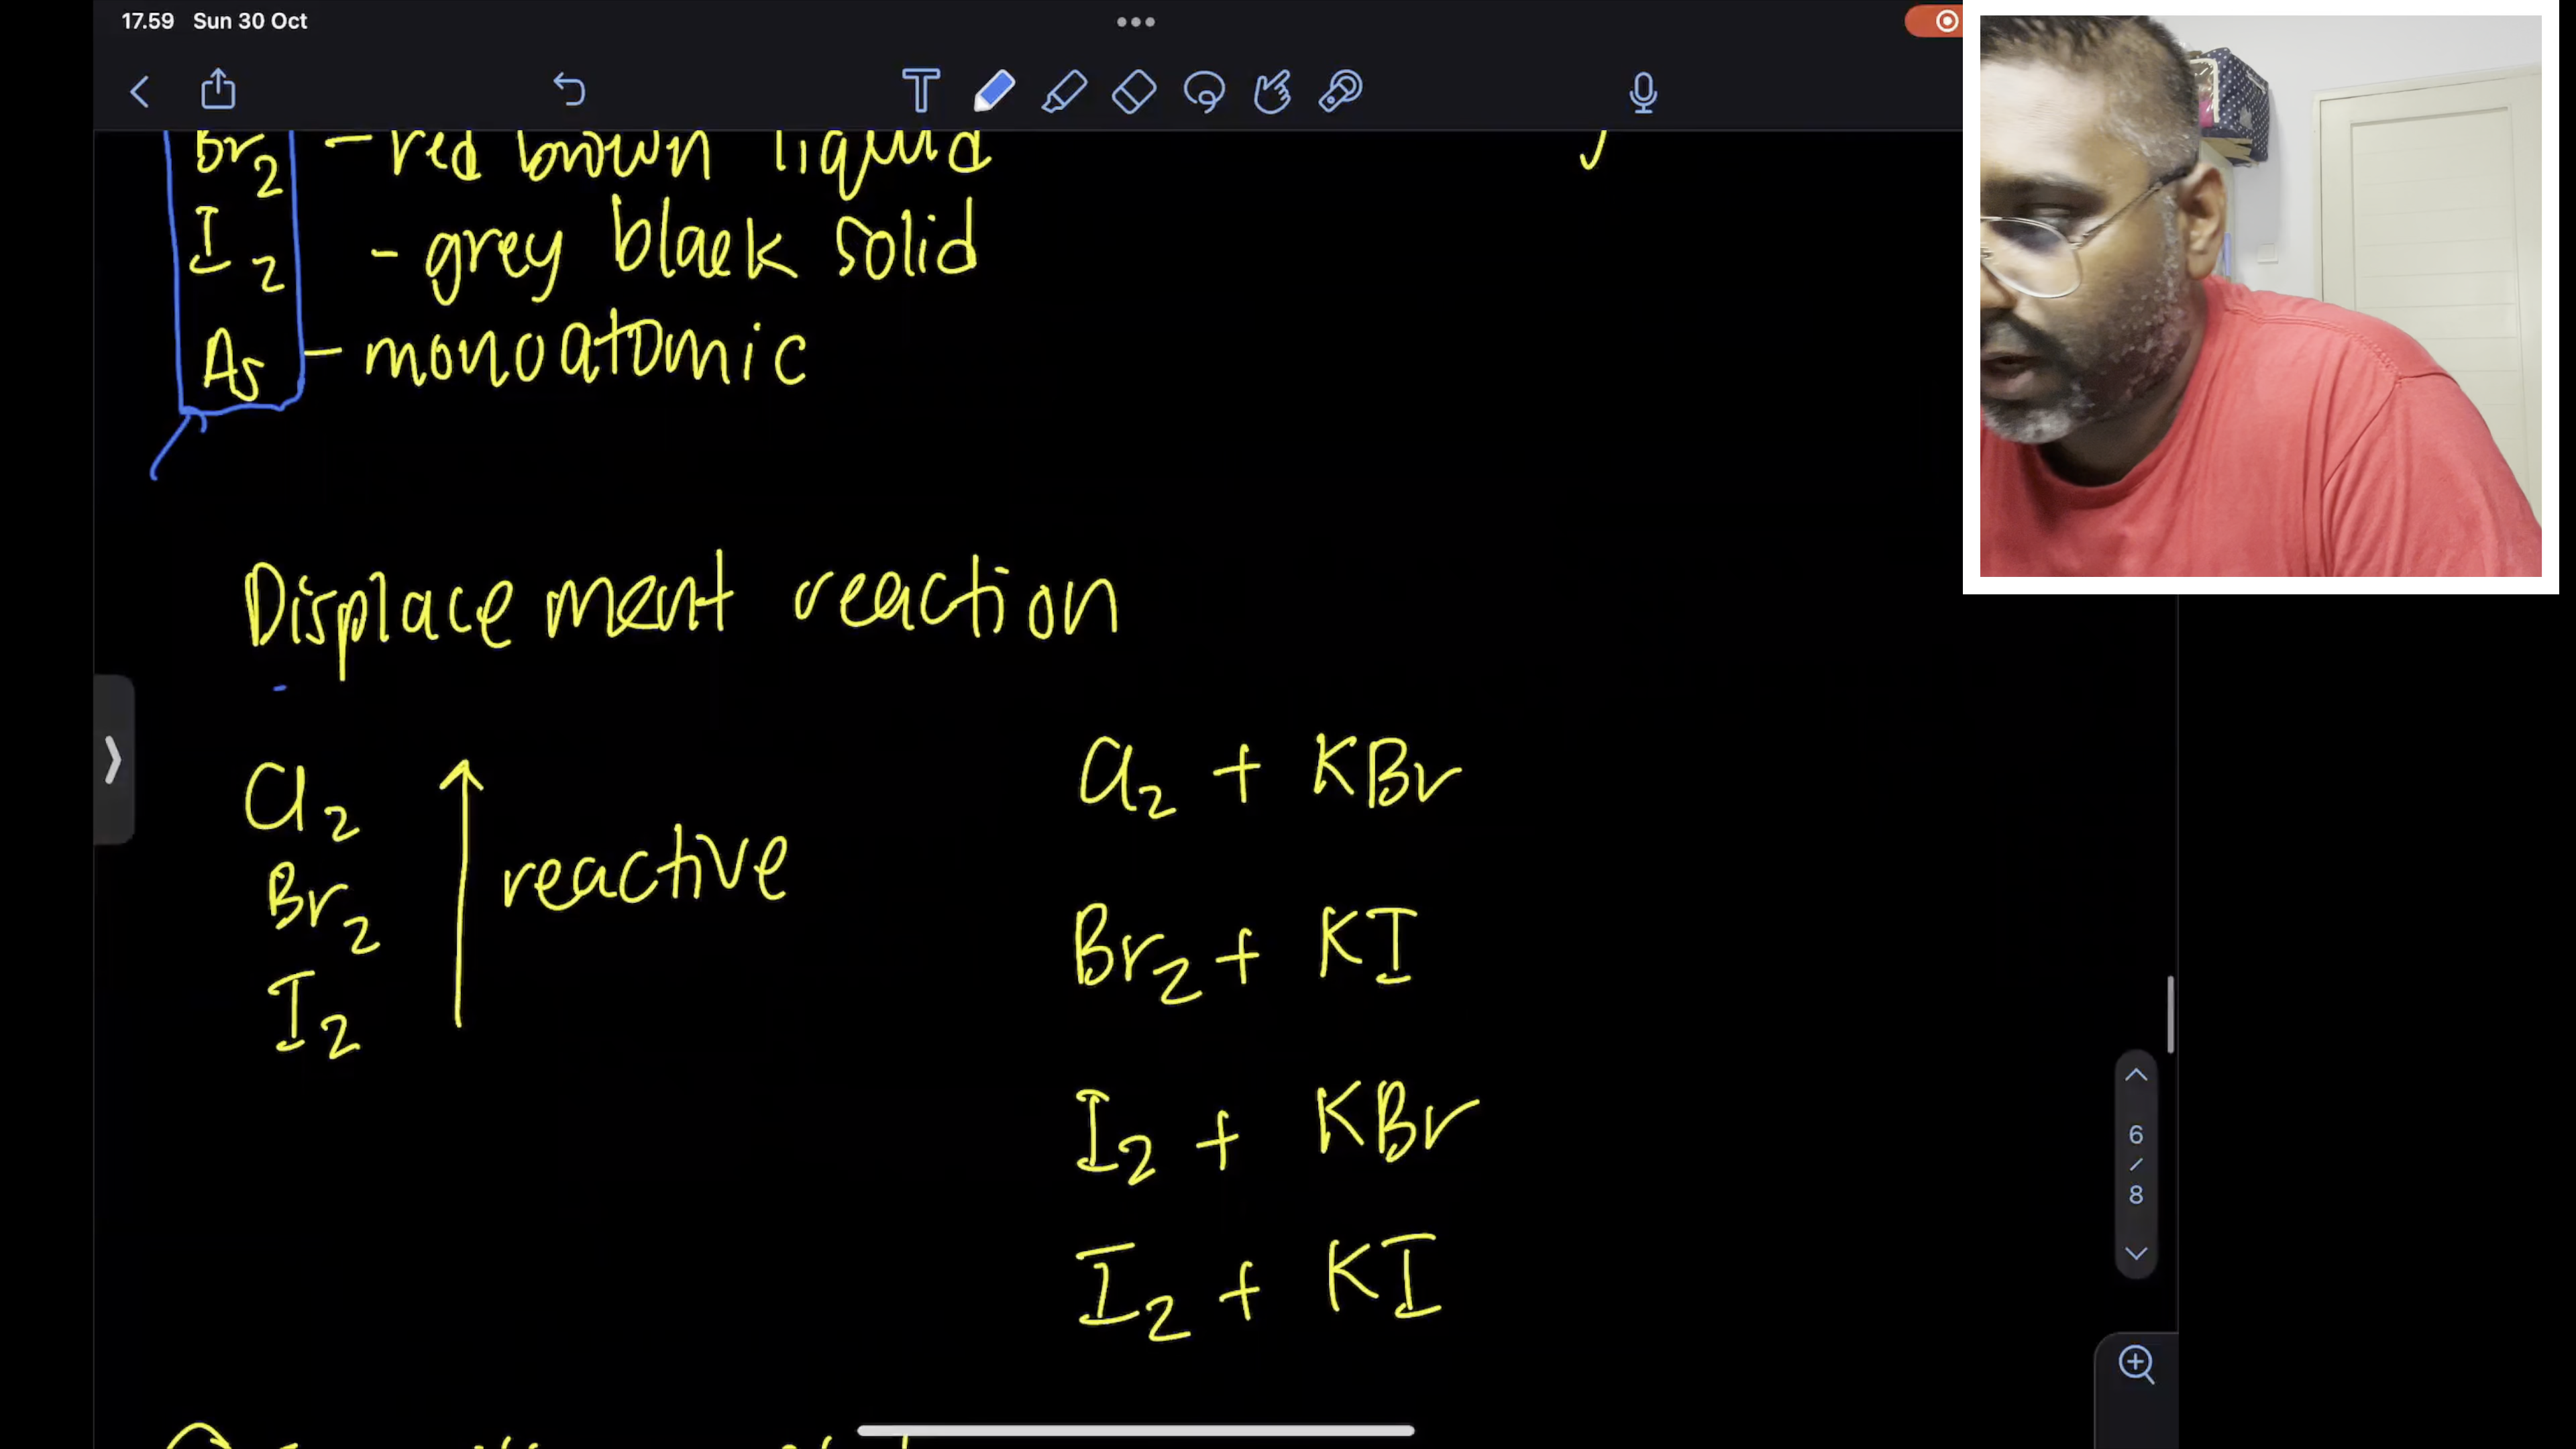 17.59 Sun 30 Oct
T
Br2 - red brown liquid
I2 - grey black solid
As - monoatomic
Displacement reaction
Cl2
Br2
I2
reactive
Cl2 + KBr
Br2 + KI
I2 + KBr
I2 + KI
6
/
8